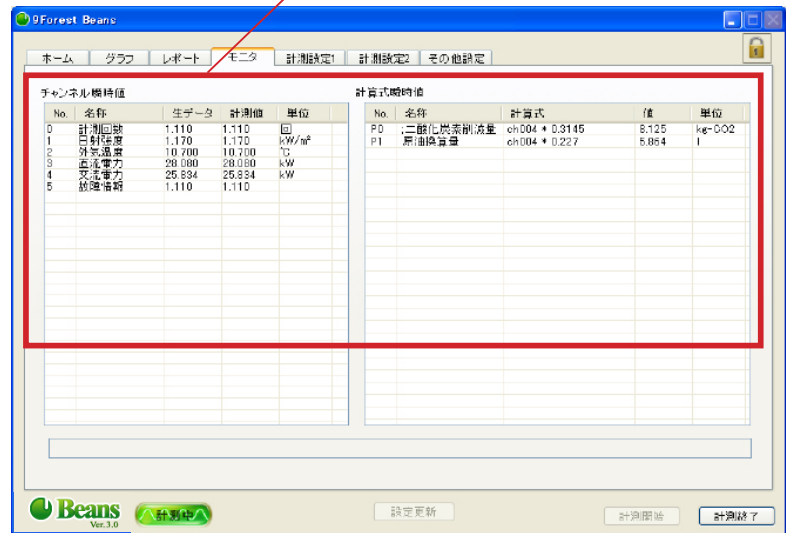 9Forest Beans
ホーム グラフ レポート モニタ 計測設定1 計測設定2 その他設定
チャンネル瞬時値 計算式瞬時値
No. 名称 生データ 計測値 単位 No. 名称 計算式 値 単位
0 計測回数 1.110 1.110 回 P0 :二酸化炭素削減量 ch004 * 0.3145 8.125 kg-CO2
1 日射強度 1.170 1.170 kW/m² P1 原油換算量 ch004 * 0.227 5.864 l
2 外気温度 10.700 10.700 ℃
3 直流電力 28.080 28.080 kW
4 交流電力 25.834 25.834 kW
5 故障情報 1.110 1.110
Beans 計測中 設定更新 計測開始 計測終了
Ver.3.0